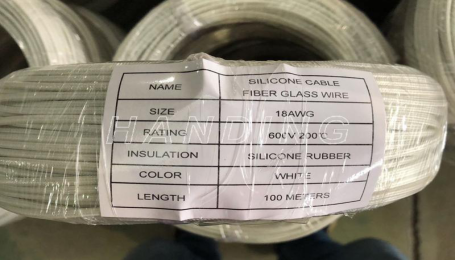 NAME SILICONE CABLE
FIBER GLASS WIRE
SIZE 18AWG
RATING 600V 200℃
INSULATION SILICONE RUBBER
COLOR WHITE
LENGTH 100 METERS
HANDING